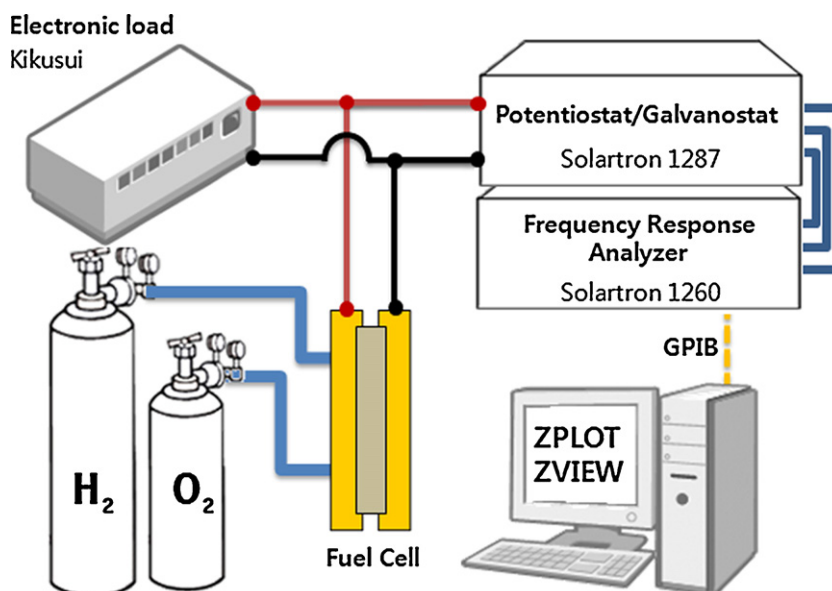 Electronic load
Kikusui
Potentiostat/Galvanostat
Solartron 1287
Frequency Response
Analyzer
Solartron 1260
GPIB
ZPLOT
ZVIEW
H₂
O₂
Fuel Cell